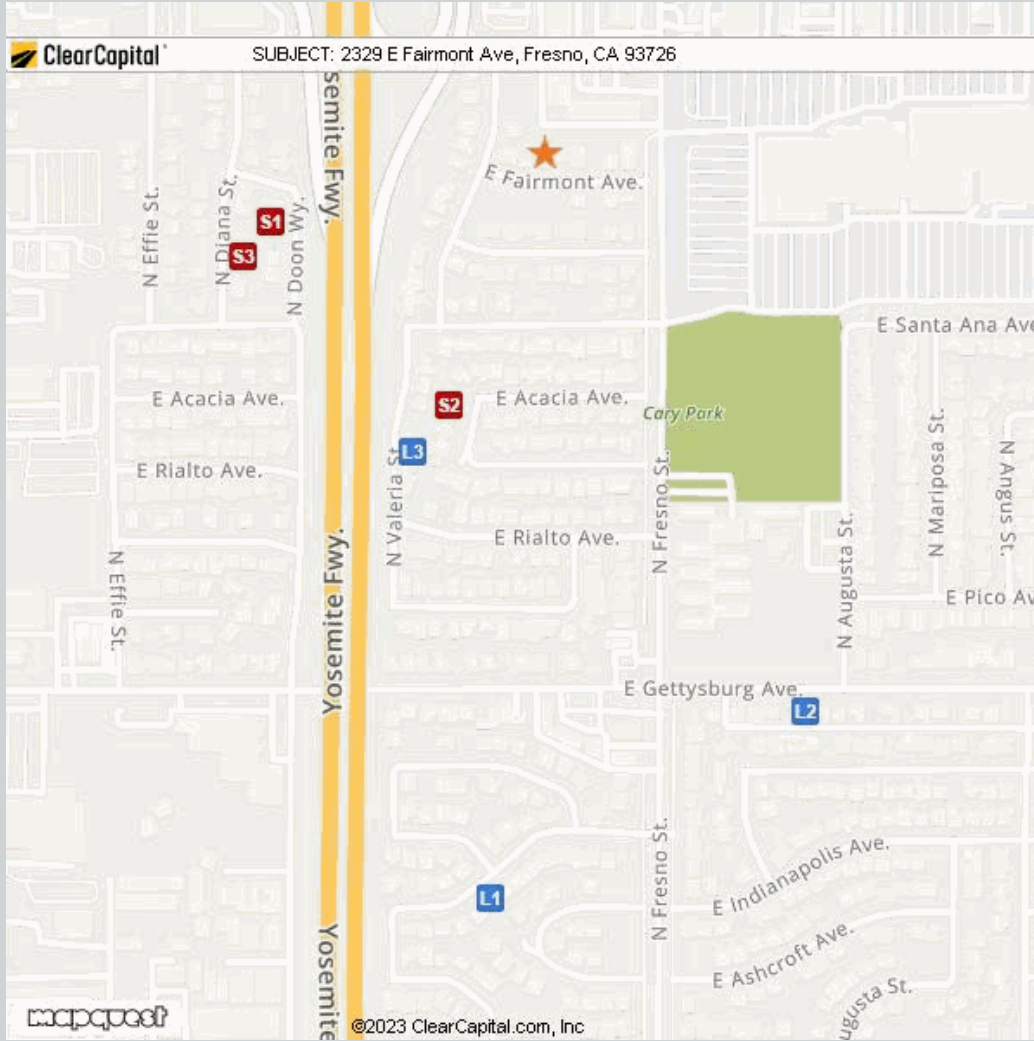 ClearCapital
SUBJECT: 2329 E Fairmont Ave, Fresno, CA 93726
semite Fwy.
E Fairmont Ave.
N Effie St.
N Diana St.
S1
S3
N Doon Wy.
E Santa Ana Ave
E Acacia Ave.
S2
E Acacia Ave.
Cary Park
L3
N Valeria St.
E Rialto Ave.
N Fresno St.
N Mariposa St.
N Angus St.
E Rialto Ave.
Yosemite Fwy.
N Effie St.
N Augusta St.
E Pico Av
E Gettysburg Ave.
L2
L1
N Fresno St.
E Indianapolis Ave.
E Ashcroft Ave.
Yosemite
ugusta St.
mapquest
©2023 ClearCapital.com, Inc